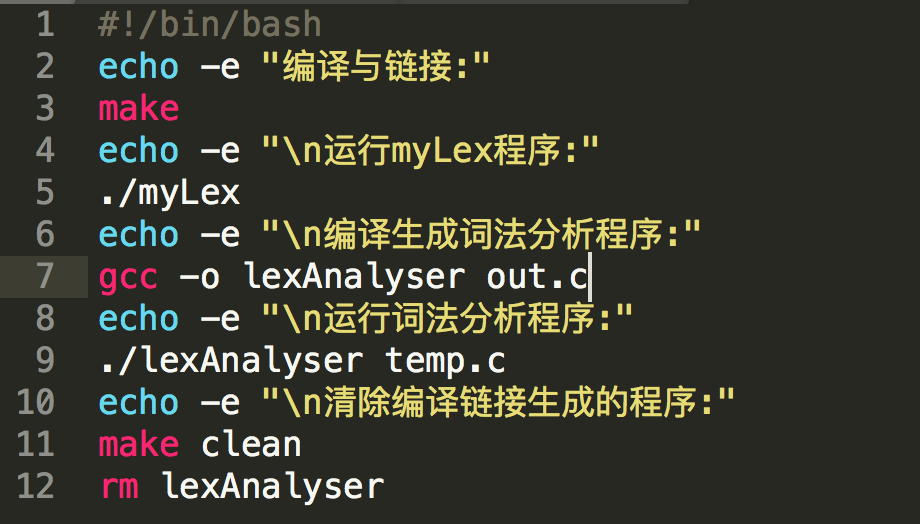 1 #!/bin/bash
2 echo -e "编译与链接:"
3 make
4 echo -e "\n运行myLex程序:"
5 ./myLex
6 echo -e "\n编译生成词法分析程序:"
7 gcc -o lexAnalyser out.c
8 echo -e "\n运行词法分析程序:"
9 ./lexAnalyser temp.c
10 echo -e "\n清除编译链接生成的程序:"
11 make clean
12 rm lexAnalyser